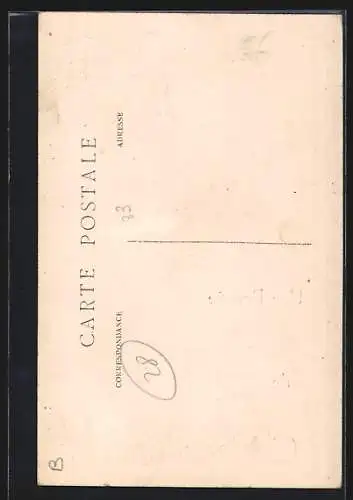 CARTE POSTALE
CORRESPONDANCE
ADRESSE
33
28
B